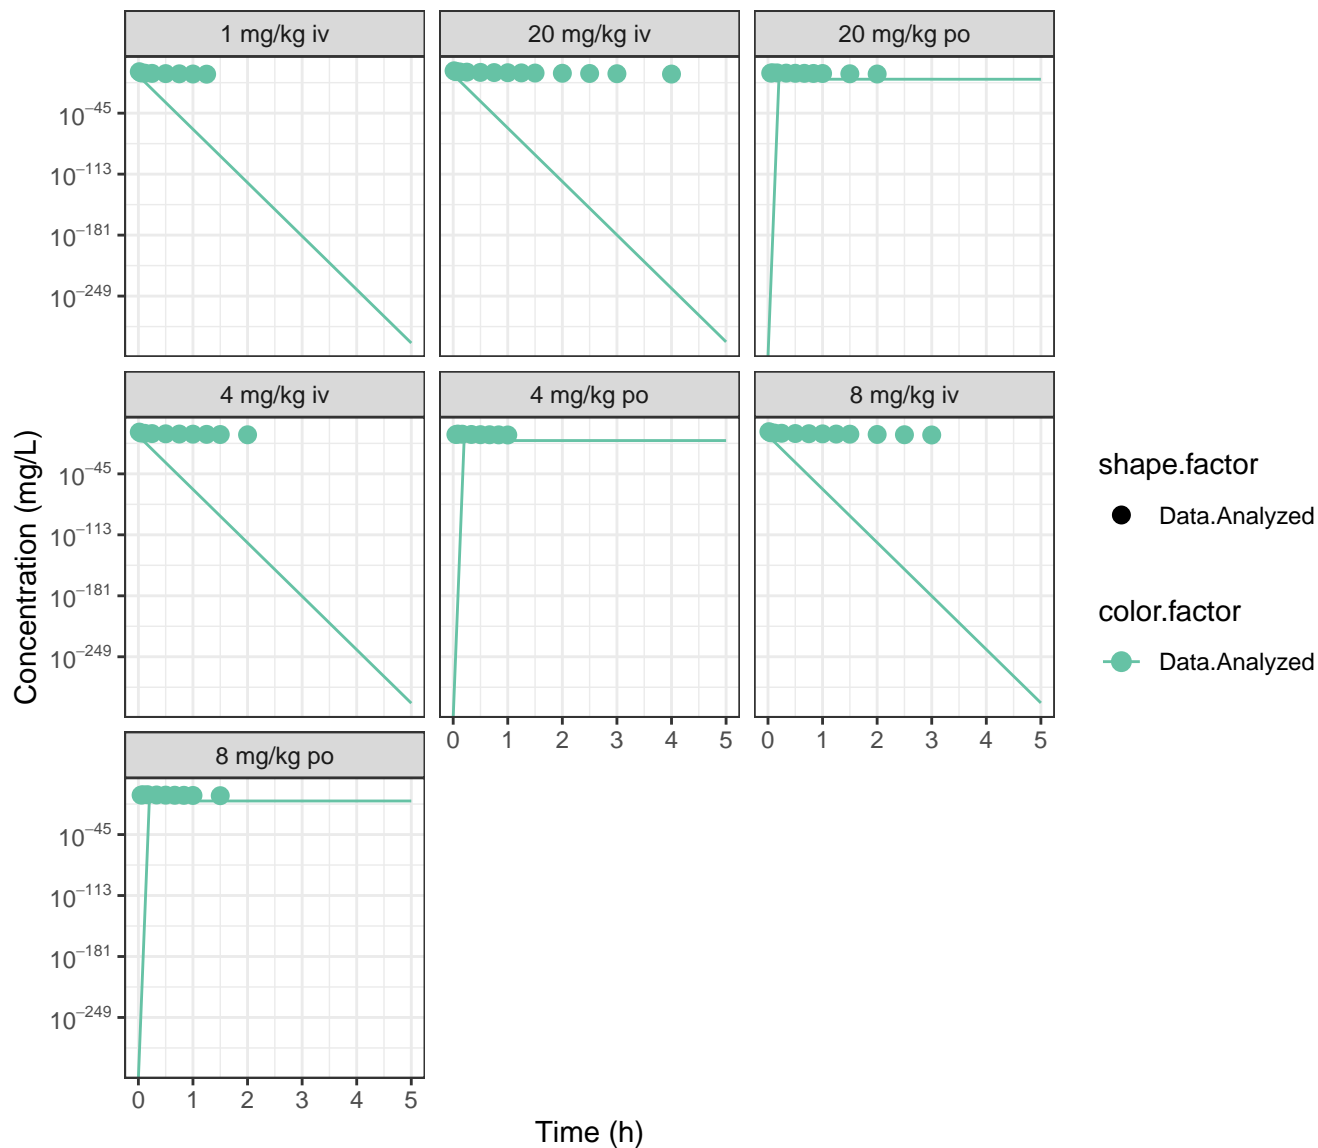 1 mg/kg iv
20 mg/kg iv
20 mg/kg po
10^−45
10^−113
10^−181
10^−249
4 mg/kg iv
4 mg/kg po
8 mg/kg iv
10^−45
10^−113
10^−181
10^−249
0 1 2 3 4 5
0 1 2 3 4 5
8 mg/kg po
10^−45
10^−113
10^−181
10^−249
0 1 2 3 4 5
Time (h)
Concentration (mg/L)
shape.factor
Data.Analyzed
color.factor
Data.Analyzed